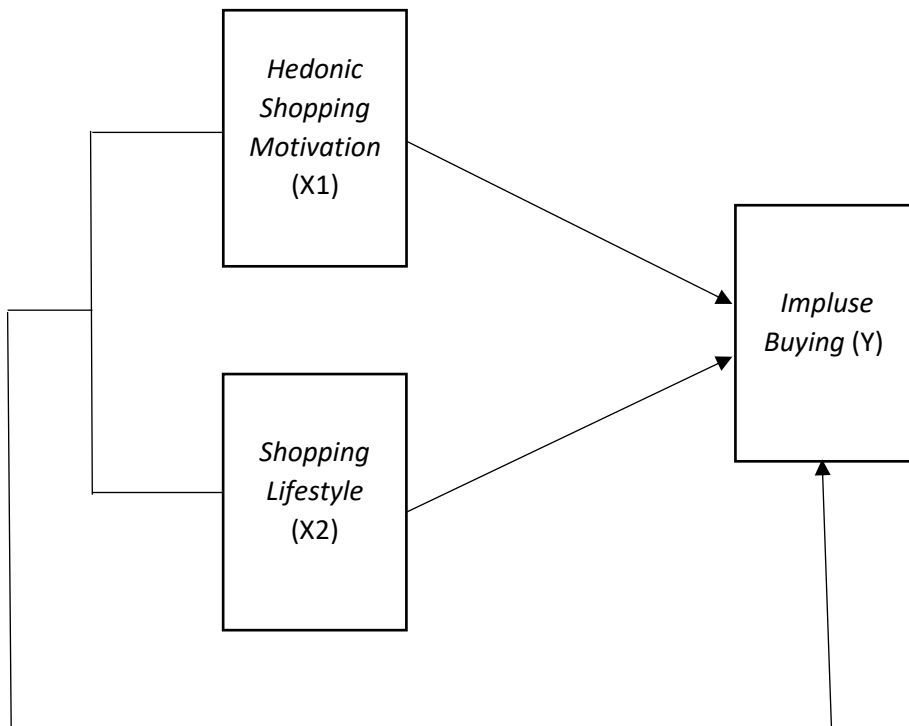 Hedonic
Shopping
Motivation
(X1)
Impluse
Buying (Y)
Shopping
Lifestyle
(X2)